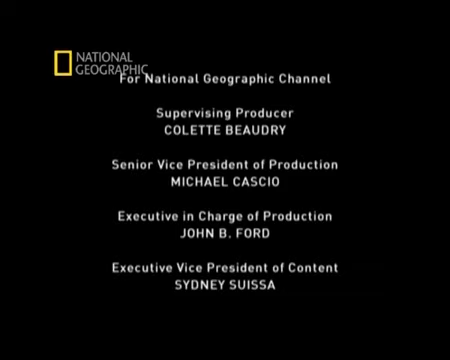 NATIONAL
GEOGRAPHIC
For National Geographic Channel
Supervising Producer
COLETTE BEAUDRY
Senior Vice President of Production
MICHAEL CASCIO
Executive in Charge of Production
JOHN B. FORD
Executive Vice President of Content
SYDNEY SUISSA